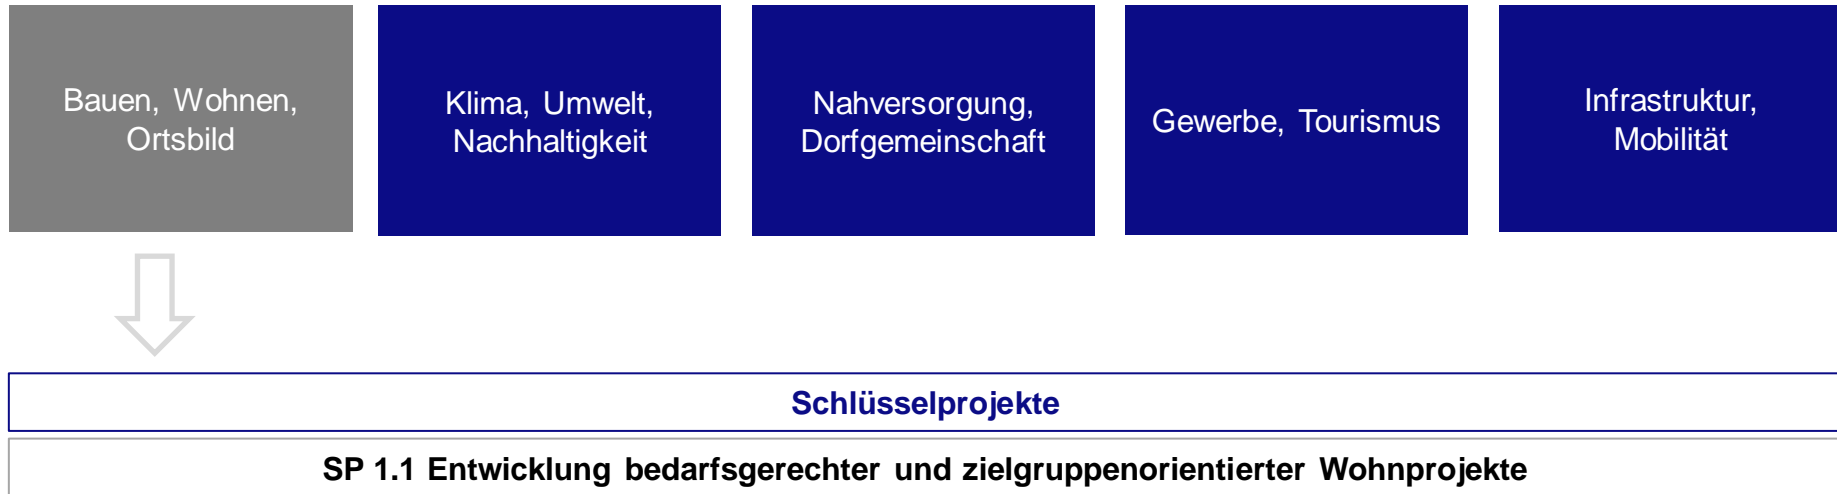 Bauen, Wohnen,
Ortsbild
Klima, Umwelt,
Nachhaltigkeit
Nahversorgung,
Dorfgemeinschaft
Gewerbe, Tourismus
Infrastruktur,
Mobilität
Schlüsselprojekte
SP 1.1 Entwicklung bedarfsgerechter und zielgruppenorientierter Wohnprojekte